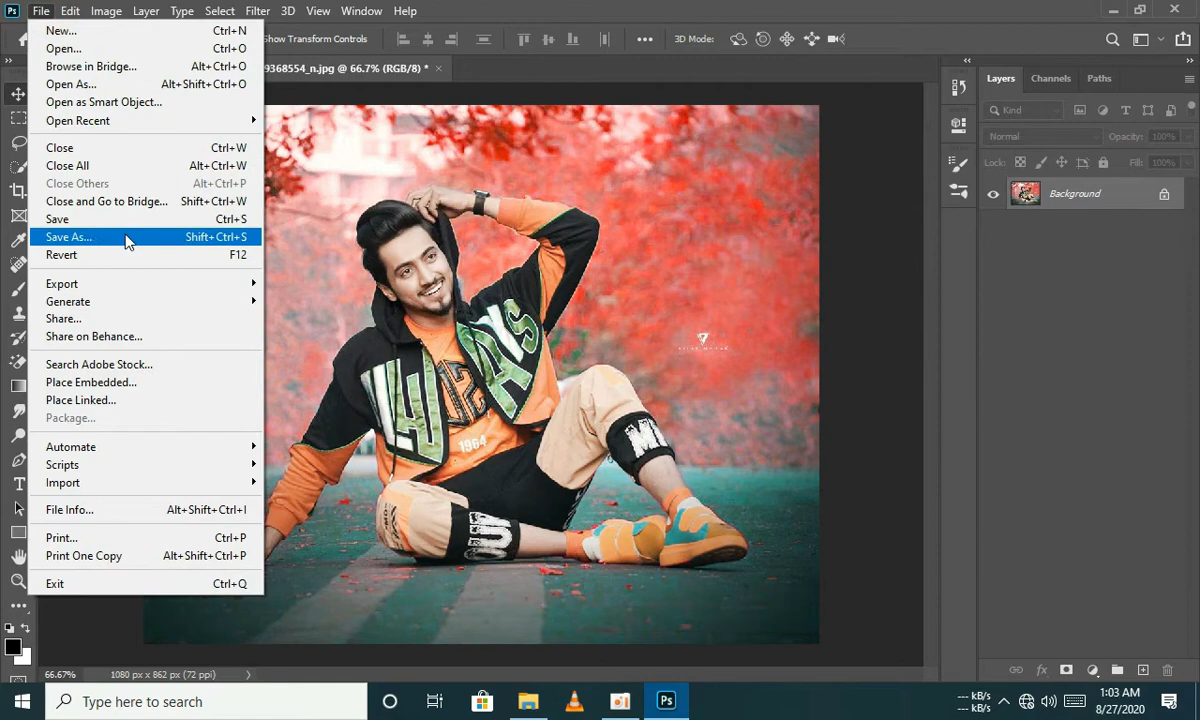 Ps File Edit Image Layer Type Select Filter 3D View Window Help
Show Transform Controls
3D Mode:
9368554_n.jpg @ 66.7% (RGB/8) *
New... Ctrl+N
Open... Ctrl+O
Browse in Bridge... Alt+Ctrl+O
Open As... Alt+Shift+Ctrl+O
Open as Smart Object...
Open Recent
Close Ctrl+W
Close All Alt+Ctrl+W
Close Others Alt+Ctrl+P
Close and Go to Bridge... Shift+Ctrl+W
Save Ctrl+S
Save As... Shift+Ctrl+S
Revert F12
Export
Generate
Share...
Share on Behance...
Search Adobe Stock...
Place Embedded...
Place Linked...
Package...
Automate
Scripts
Import
File Info... Alt+Shift+Ctrl+I
Print... Ctrl+P
Print One Copy Alt+Shift+Ctrl+P
Exit Ctrl+Q
1964
Layers Channels Paths
Kind
Normal Opacity: 100%
Lock: Fill: 100%
Background
66.67% 1080 px x 862 px (72 ppi)
Type here to search
Ps
--- kB/s
--- kB/s
1:03 AM
8/27/2020